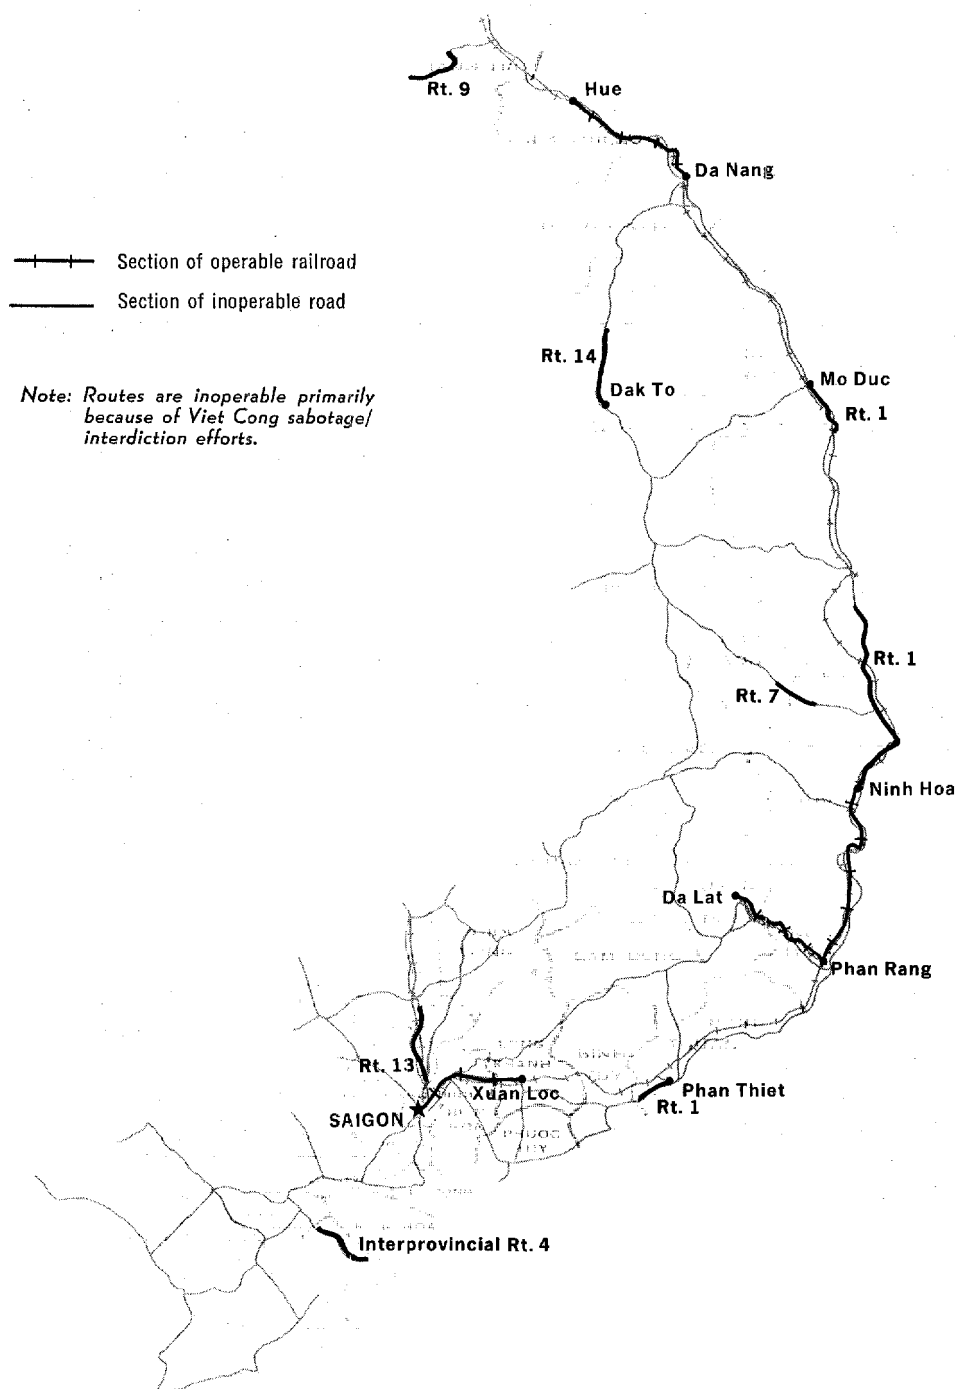 Rt. 9
Hue
Da Nang
Section of operable railroad
Section of inoperable road
Rt. 14
Dak To
Mo Duc
Rt. 1
Note: Routes are inoperable primarily
because of Viet Cong sabotage/
interdiction efforts.
Rt. 1
Rt. 7
Ninh Hoa
Da Lat
Phan Rang
Rt. 13
Xuan Loc
Phan Thiet
Rt. 1
SAIGON
Interprovincial Rt. 4